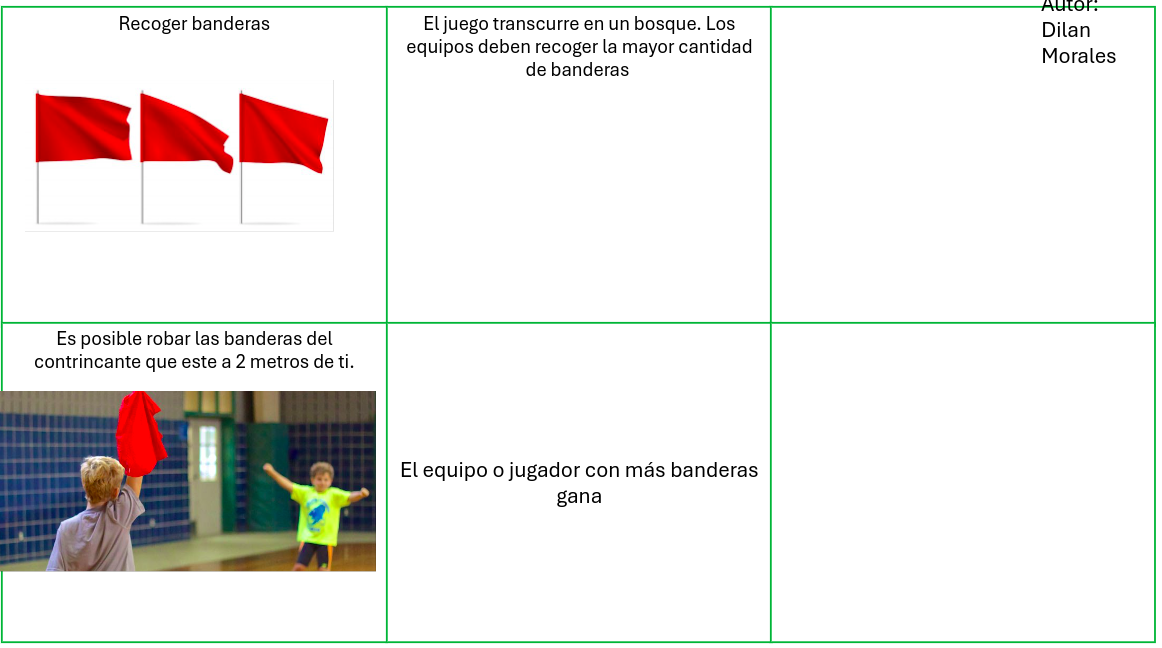 Recoger banderas
El juego transcurre en un bosque. Los
equipos deben recoger la mayor cantidad
de banderas
Autor:
Dilan
Morales
Es posible robar las banderas del
contrincante que este a 2 metros de ti.
El equipo o jugador con más banderas
gana